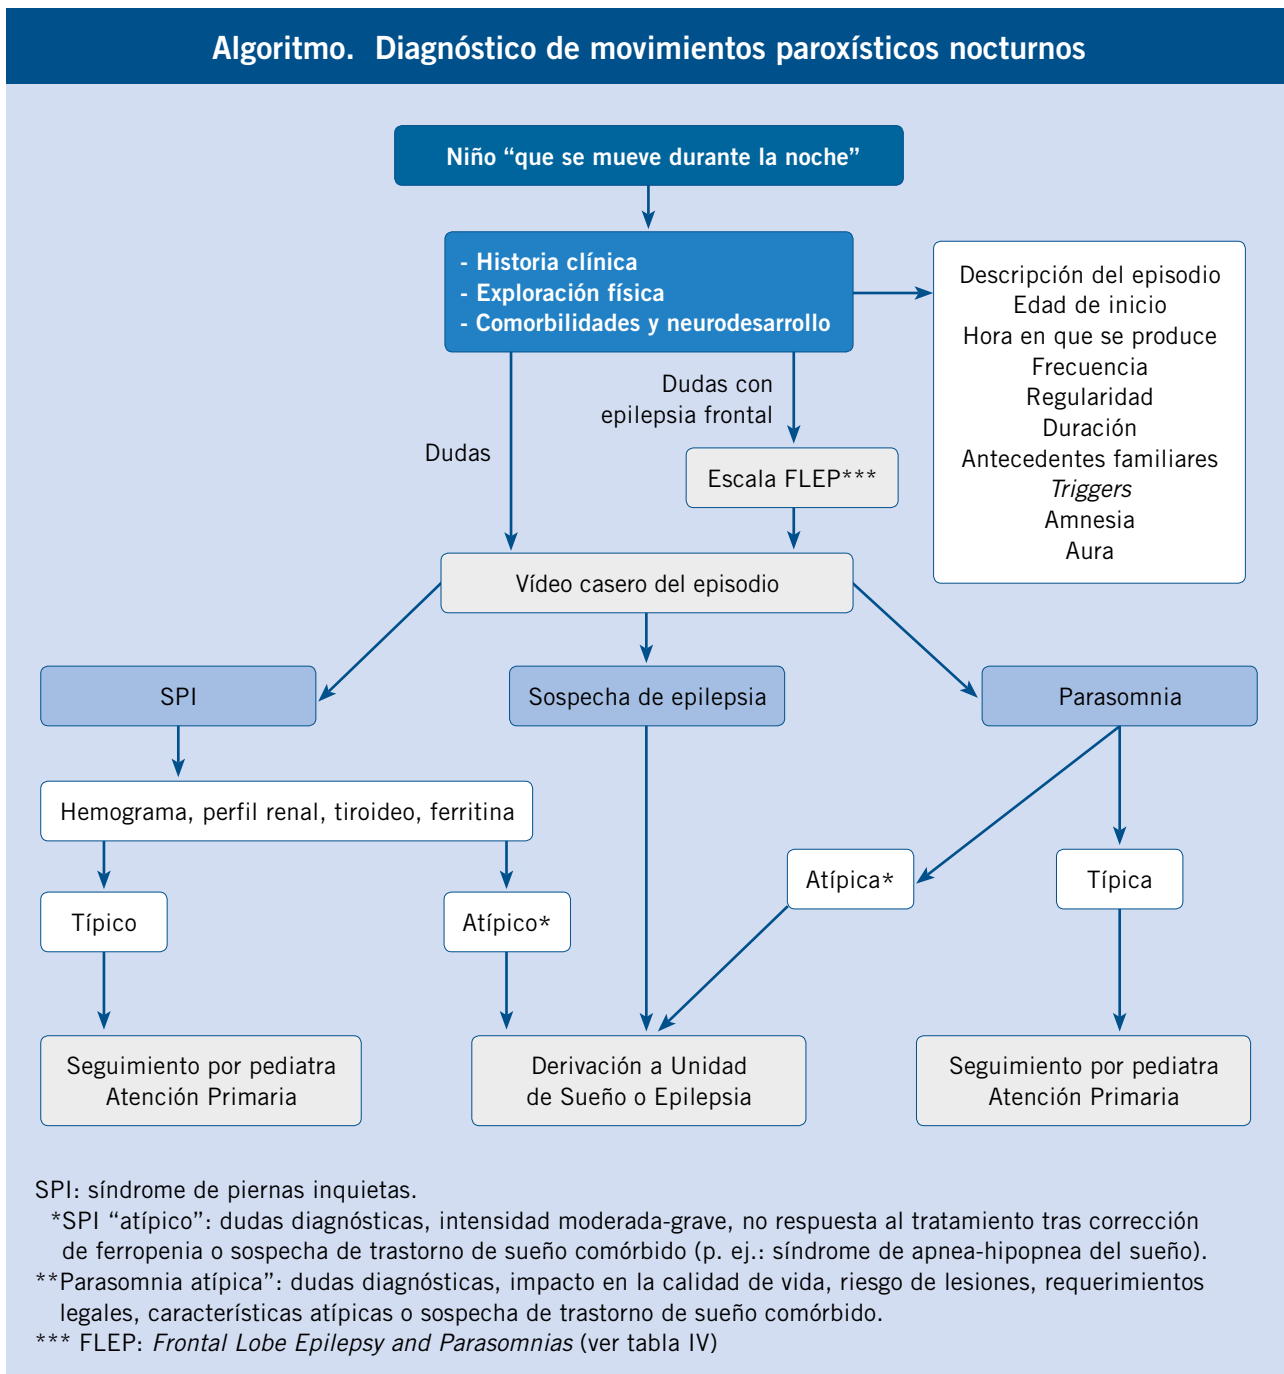 Algoritmo. Diagnóstico de movimientos paroxísticos nocturnos
Niño “que se mueve durante la noche”
- Historia clínica
- Exploración física
- Comorbilidades y neurodesarrollo
Descripción del episodio
Edad de inicio
Hora en que se produce
Frecuencia
Regularidad
Duración
Antecedentes familiares
Triggers
Amnesia
Aura
Dudas con
epilepsia frontal
Dudas
Escala FLEP***
Vídeo casero del episodio
SPI
Sospecha de epilepsia
Parasomnia
Hemograma, perfil renal, tiroideo, ferritina
Atípica*
Típica
Típico
Atípico*
Seguimiento por pediatra
Atención Primaria
Derivación a Unidad
de Sueño o Epilepsia
Seguimiento por pediatra
Atención Primaria
SPI: síndrome de piernas inquietas.
*SPI “atípico”: dudas diagnósticas, intensidad moderada-grave, no respuesta al tratamiento tras corrección
de ferropenia o sospecha de trastorno de sueño comórbido (p. ej.: síndrome de apnea-hipopnea del sueño).
**Parasomnia atípica”: dudas diagnósticas, impacto en la calidad de vida, riesgo de lesiones, requerimientos
legales, características atípicas o sospecha de trastorno de sueño comórbido.
*** FLEP: Frontal Lobe Epilepsy and Parasomnias (ver tabla IV)